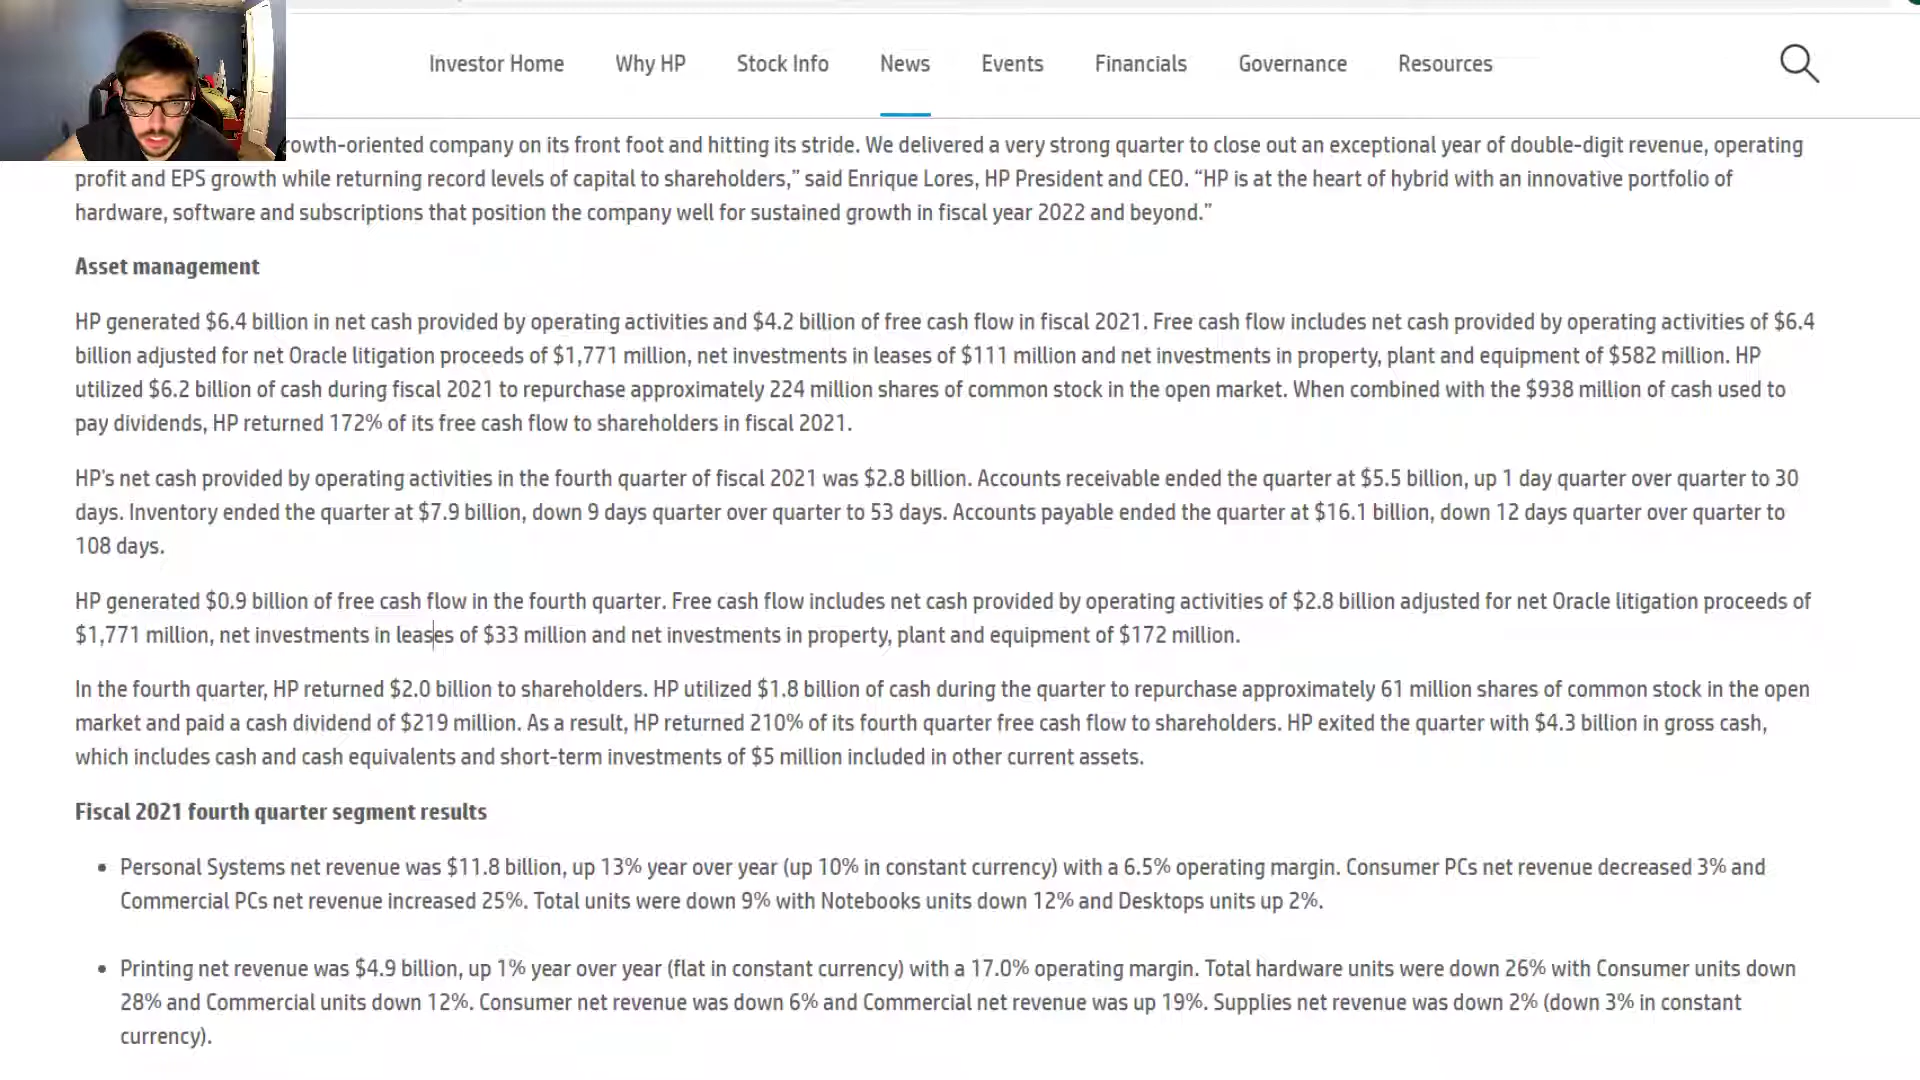 Investor Home Why HP Stock Info News Events Financials Governance Resources
owth-oriented company on its front foot and hitting its stride. We delivered a very strong quarter to close out an exceptional year of double-digit revenue, operating
profit and EPS growth while returning record levels of capital to shareholders,” said Enrique Lores, HP President and CEO. “HP is at the heart of hybrid with an innovative portfolio of
hardware, software and subscriptions that position the company well for sustained growth in fiscal year 2022 and beyond.”
Asset management
HP generated $6.4 billion in net cash provided by operating activities and $4.2 billion of free cash flow in fiscal 2021. Free cash flow includes net cash provided by operating activities of $6.4
billion adjusted for net Oracle litigation proceeds of $1,771 million, net investments in leases of $111 million and net investments in property, plant and equipment of $582 million. HP
utilized $6.2 billion of cash during fiscal 2021 to repurchase approximately 224 million shares of common stock in the open market. When combined with the $938 million of cash used to
pay dividends, HP returned 172% of its free cash flow to shareholders in fiscal 2021.
HP's net cash provided by operating activities in the fourth quarter of fiscal 2021 was $2.8 billion. Accounts receivable ended the quarter at $5.5 billion, up 1 day quarter over quarter to 30
days. Inventory ended the quarter at $7.9 billion, down 9 days quarter over quarter to 53 days. Accounts payable ended the quarter at $16.1 billion, down 12 days quarter over quarter to
108 days.
HP generated $0.9 billion of free cash flow in the fourth quarter. Free cash flow includes net cash provided by operating activities of $2.8 billion adjusted for net Oracle litigation proceeds of
$1,771 million, net investments in leases of $33 million and net investments in property, plant and equipment of $172 million.
In the fourth quarter, HP returned $2.0 billion to shareholders. HP utilized $1.8 billion of cash during the quarter to repurchase approximately 61 million shares of common stock in the open
market and paid a cash dividend of $219 million. As a result, HP returned 210% of its fourth quarter free cash flow to shareholders. HP exited the quarter with $4.3 billion in gross cash,
which includes cash and cash equivalents and short-term investments of $5 million included in other current assets.
Fiscal 2021 fourth quarter segment results
• Personal Systems net revenue was $11.8 billion, up 13% year over year (up 10% in constant currency) with a 6.5% operating margin. Consumer PCs net revenue decreased 3% and
Commercial PCs net revenue increased 25%. Total units were down 9% with Notebooks units down 12% and Desktops units up 2%.
• Printing net revenue was $4.9 billion, up 1% year over year (flat in constant currency) with a 17.0% operating margin. Total hardware units were down 26% with Consumer units down
28% and Commercial units down 12%. Consumer net revenue was down 6% and Commercial net revenue was up 19%. Supplies net revenue was down 2% (down 3% in constant
currency).